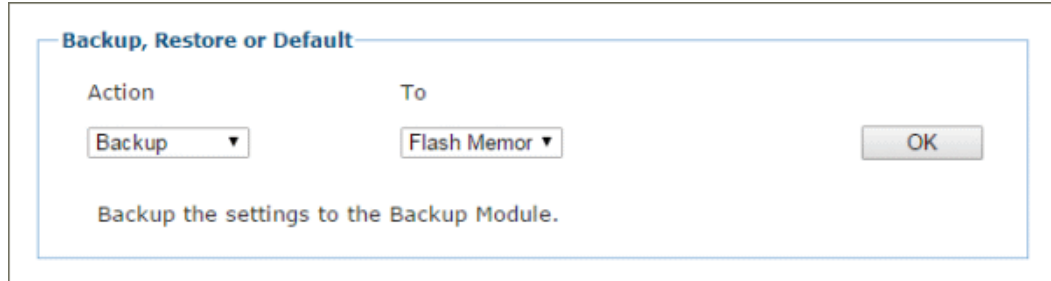 Backup, Restore or Default
Action To
Backup Flash Memor OK
Backup the settings to the Backup Module.